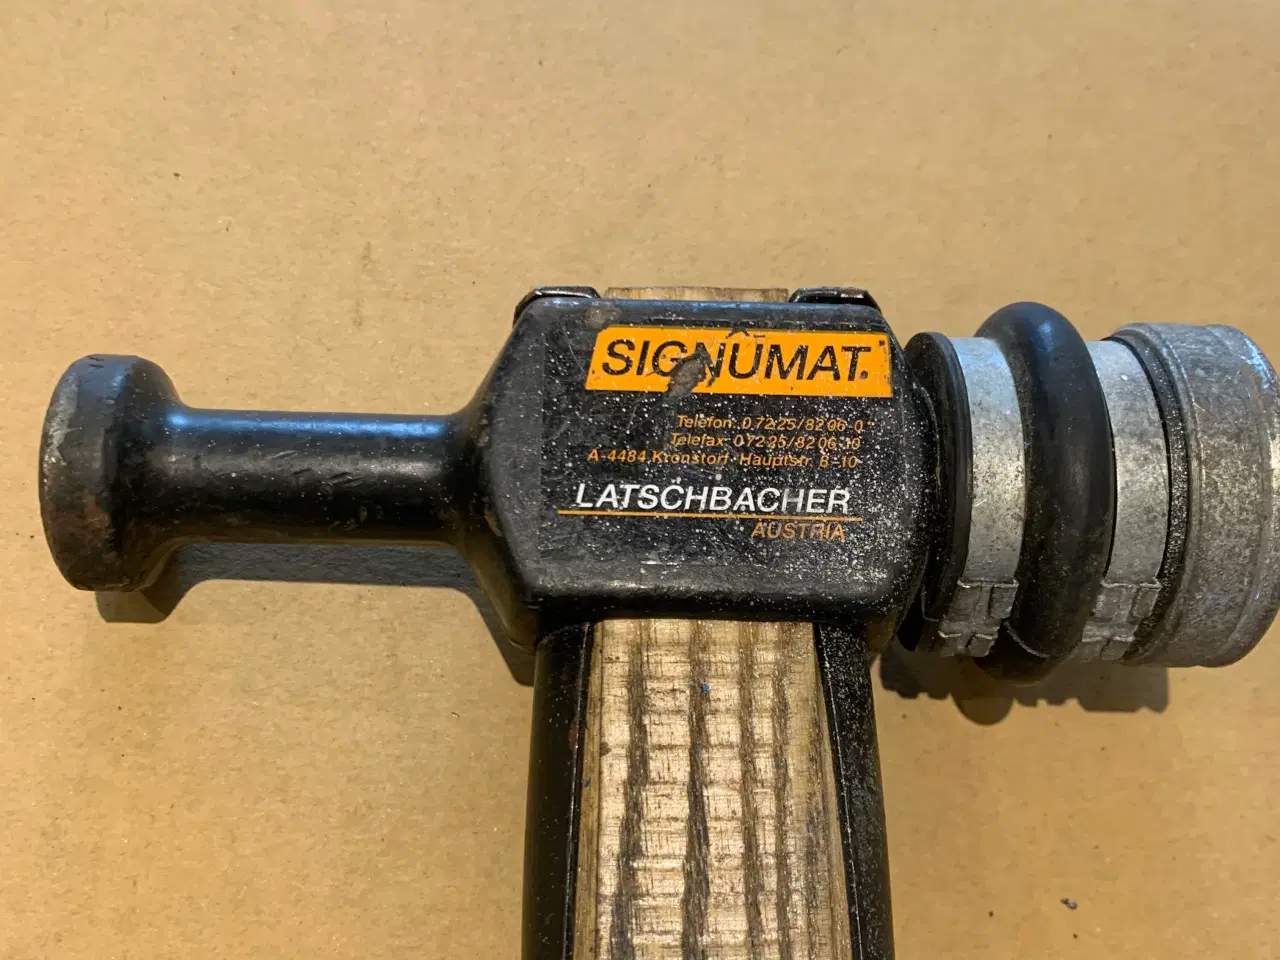 SIGNUMAT.
Telefon 07225/8206 0*
Telefax 07225/8206 10
A-4484 Kronstorf Hauptstr. 8-10
LATSCHBACHER
AUSTRIA